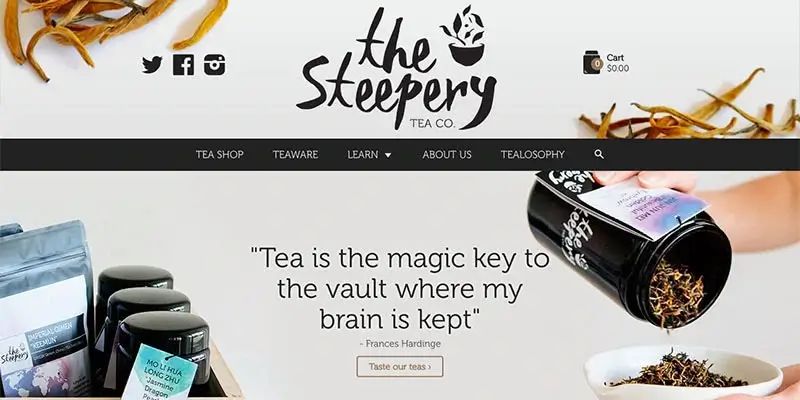 the
Steepery
TEA CO.
Cart
0
$0.00
TEA SHOP
TEAWARE
LEARN
ABOUT US
TEALOSOPHY
"Tea is the magic key to
the vault where my
brain is kept"
- Frances Hardinge
Taste our teas ›
the
Steepery
IMPERIAL QIMEN
"KEEMUN"
MO LI HUA
LONG ZHU
"Jasmine
Dragon
the
Steepery